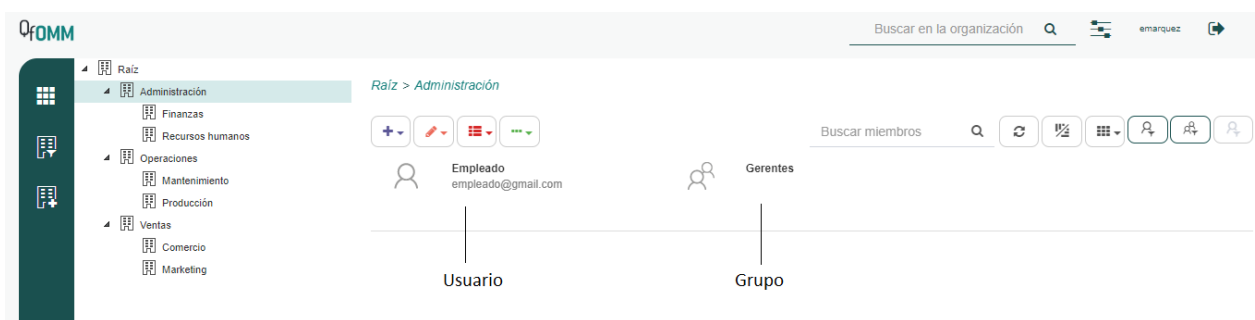 QfOMM
Buscar en la organización
emarquez
Raíz
Administración
Finanzas
Recursos humanos
Operaciones
Mantenimiento
Producción
Ventas
Comercio
Marketing
Raíz > Administración
Buscar miembros
Empleado
empleado@gmail.com
Gerentes
Usuario
Grupo